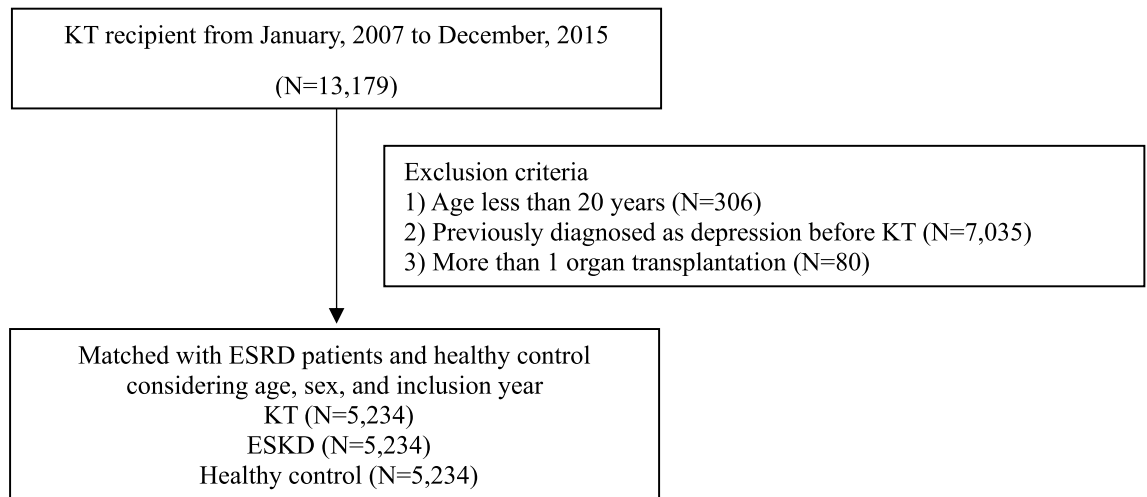 KT recipient from January, 2007 to December, 2015
(N=13,179)
Exclusion criteria
1) Age less than 20 years (N=306)
2) Previously diagnosed as depression before KT (N=7,035)
3) More than 1 organ transplantation (N=80)
Matched with ESRD patients and healthy control
considering age, sex, and inclusion year
KT (N=5,234)
ESKD (N=5,234)
Healthy control (N=5,234)